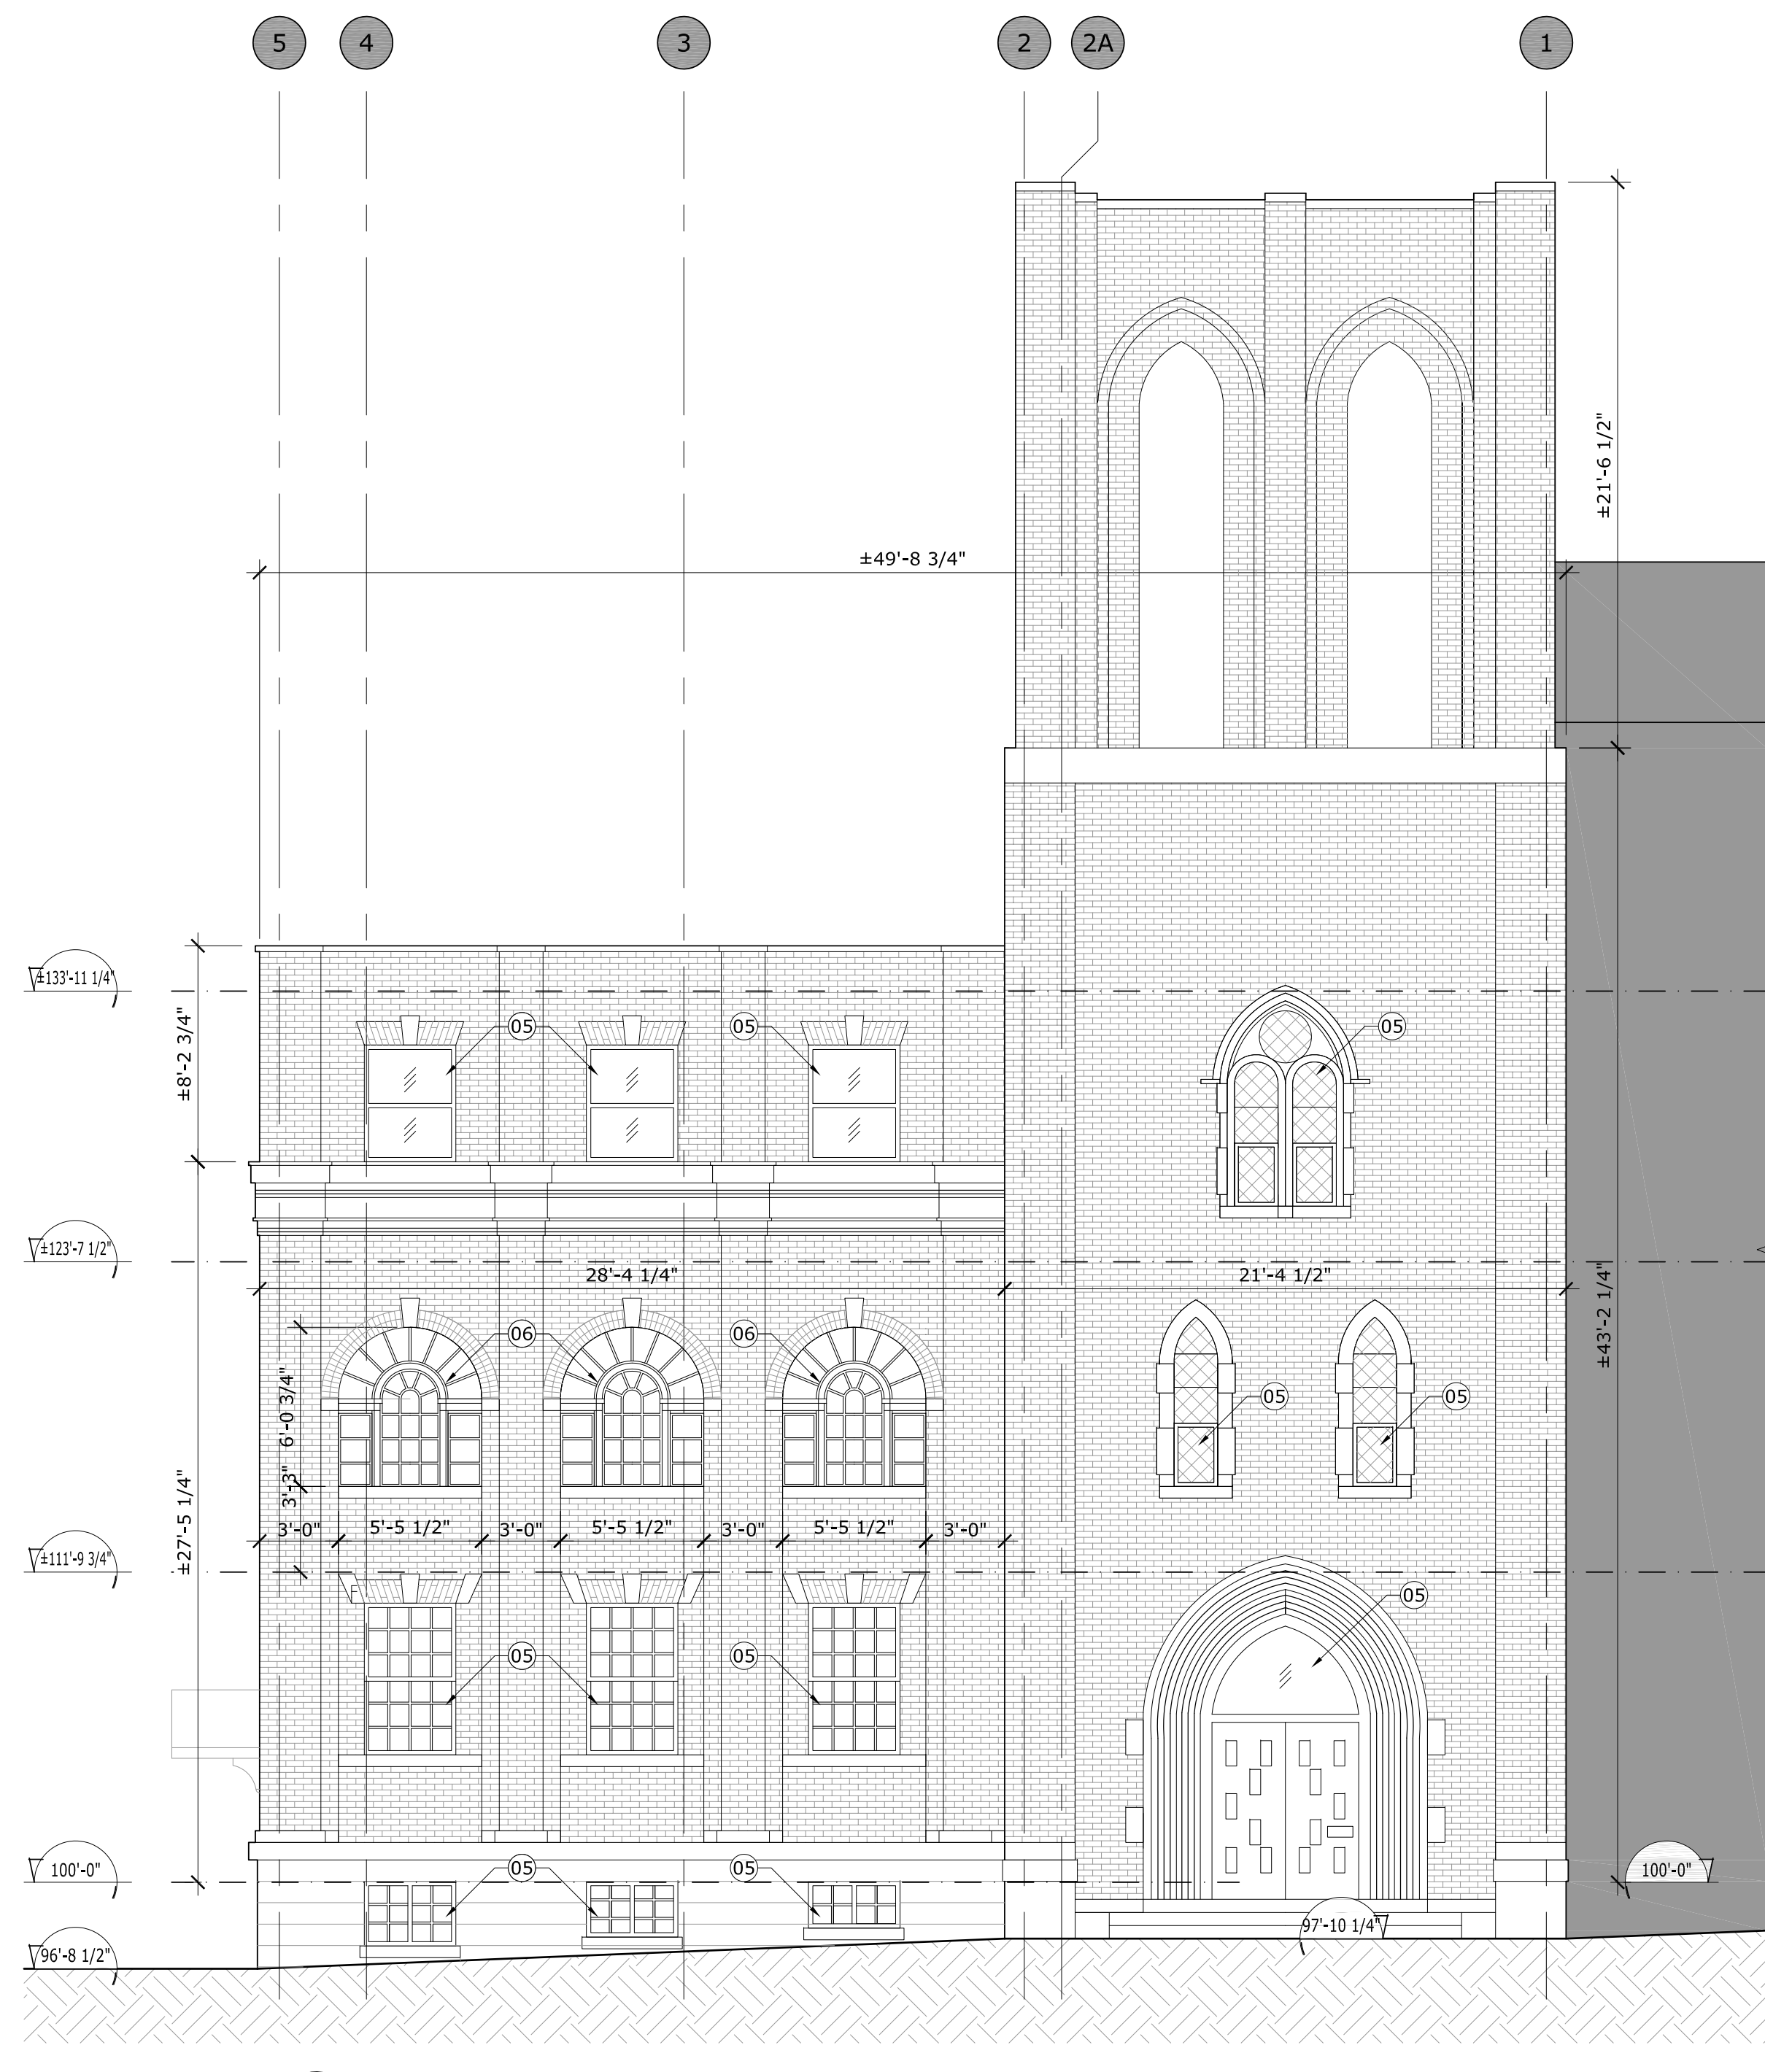 5 4 3 2 2A 1
±21'-6 1/2"
±49'-8 3/4"
±133'-11 1/4"
05 05 05
±8'-2 3/4"
±123'-7 1/2"
28'-4 1/4" 21'-4 1/2"
±43'-2 1/4"
06 06
6'-0 3/4"
05 05
3'-3"
±27'-5 1/4"
3'-0" 5'-5 1/2" 3'-0" 5'-5 1/2" 3'-0" 5'-5 1/2" 3'-0"
±111'-9 3/4"
F
05
05 05
100'-0" 05 05 100'-0"
97'-10 1/4"
96'-8 1/2"